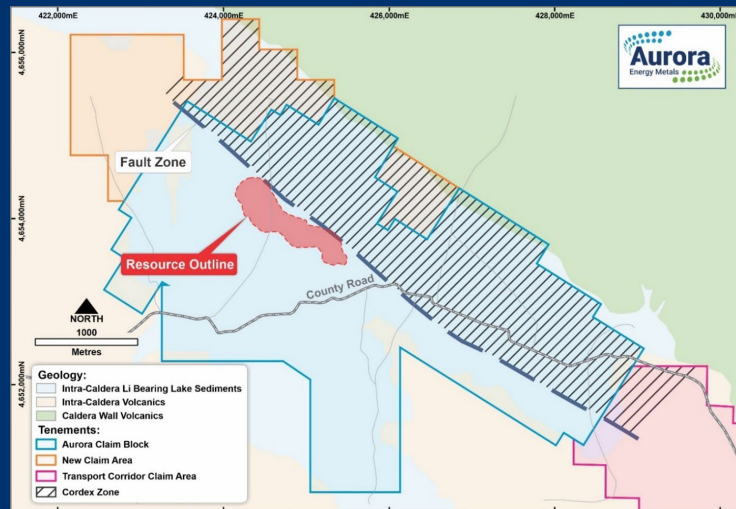 422,000mE
424,000mE
426,000mE
428,000mE
430,000mE
4,656,000mN
4,654,000mN
4,652,000mN
Aurora
Energy Metals
Fault Zone
Resource Outline
County Road
NORTH
1000
Metres
Geology:
Intra-Caldera Li Bearing Lake Sediments
Intra-Caldera Volcanics
Caldera Wall Volcanics
Tenements:
Aurora Claim Block
New Claim Area
Transport Corridor Claim Area
Cordex Zone